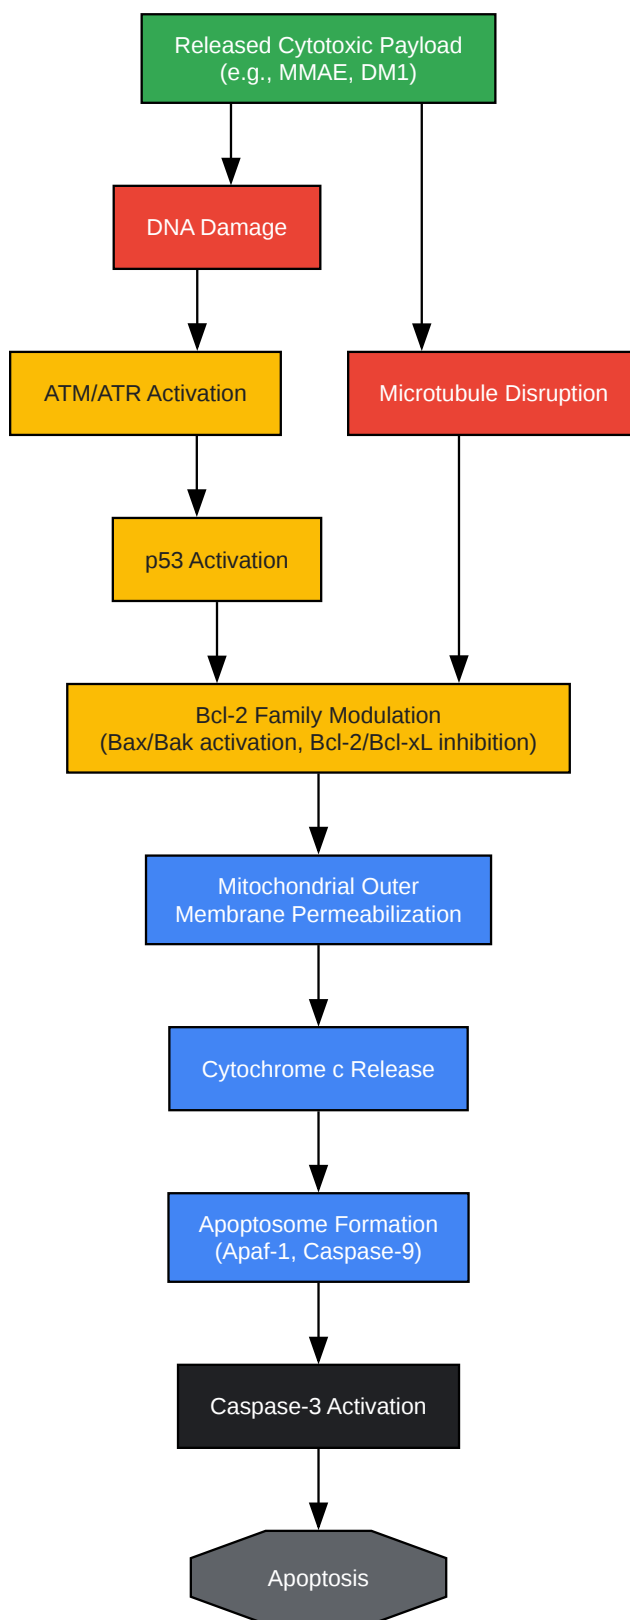 Released Cytotoxic Payload
(e.g., MMAE, DM1)
DNA Damage
ATM/ATR Activation
Microtubule Disruption
p53 Activation
Bcl-2 Family Modulation
(Bax/Bak activation, Bcl-2/Bcl-xL inhibition)
Mitochondrial Outer
Membrane Permeabilization
Cytochrome c Release
Apoptosome Formation
(Apaf-1, Caspase-9)
Caspase-3 Activation
Apoptosis